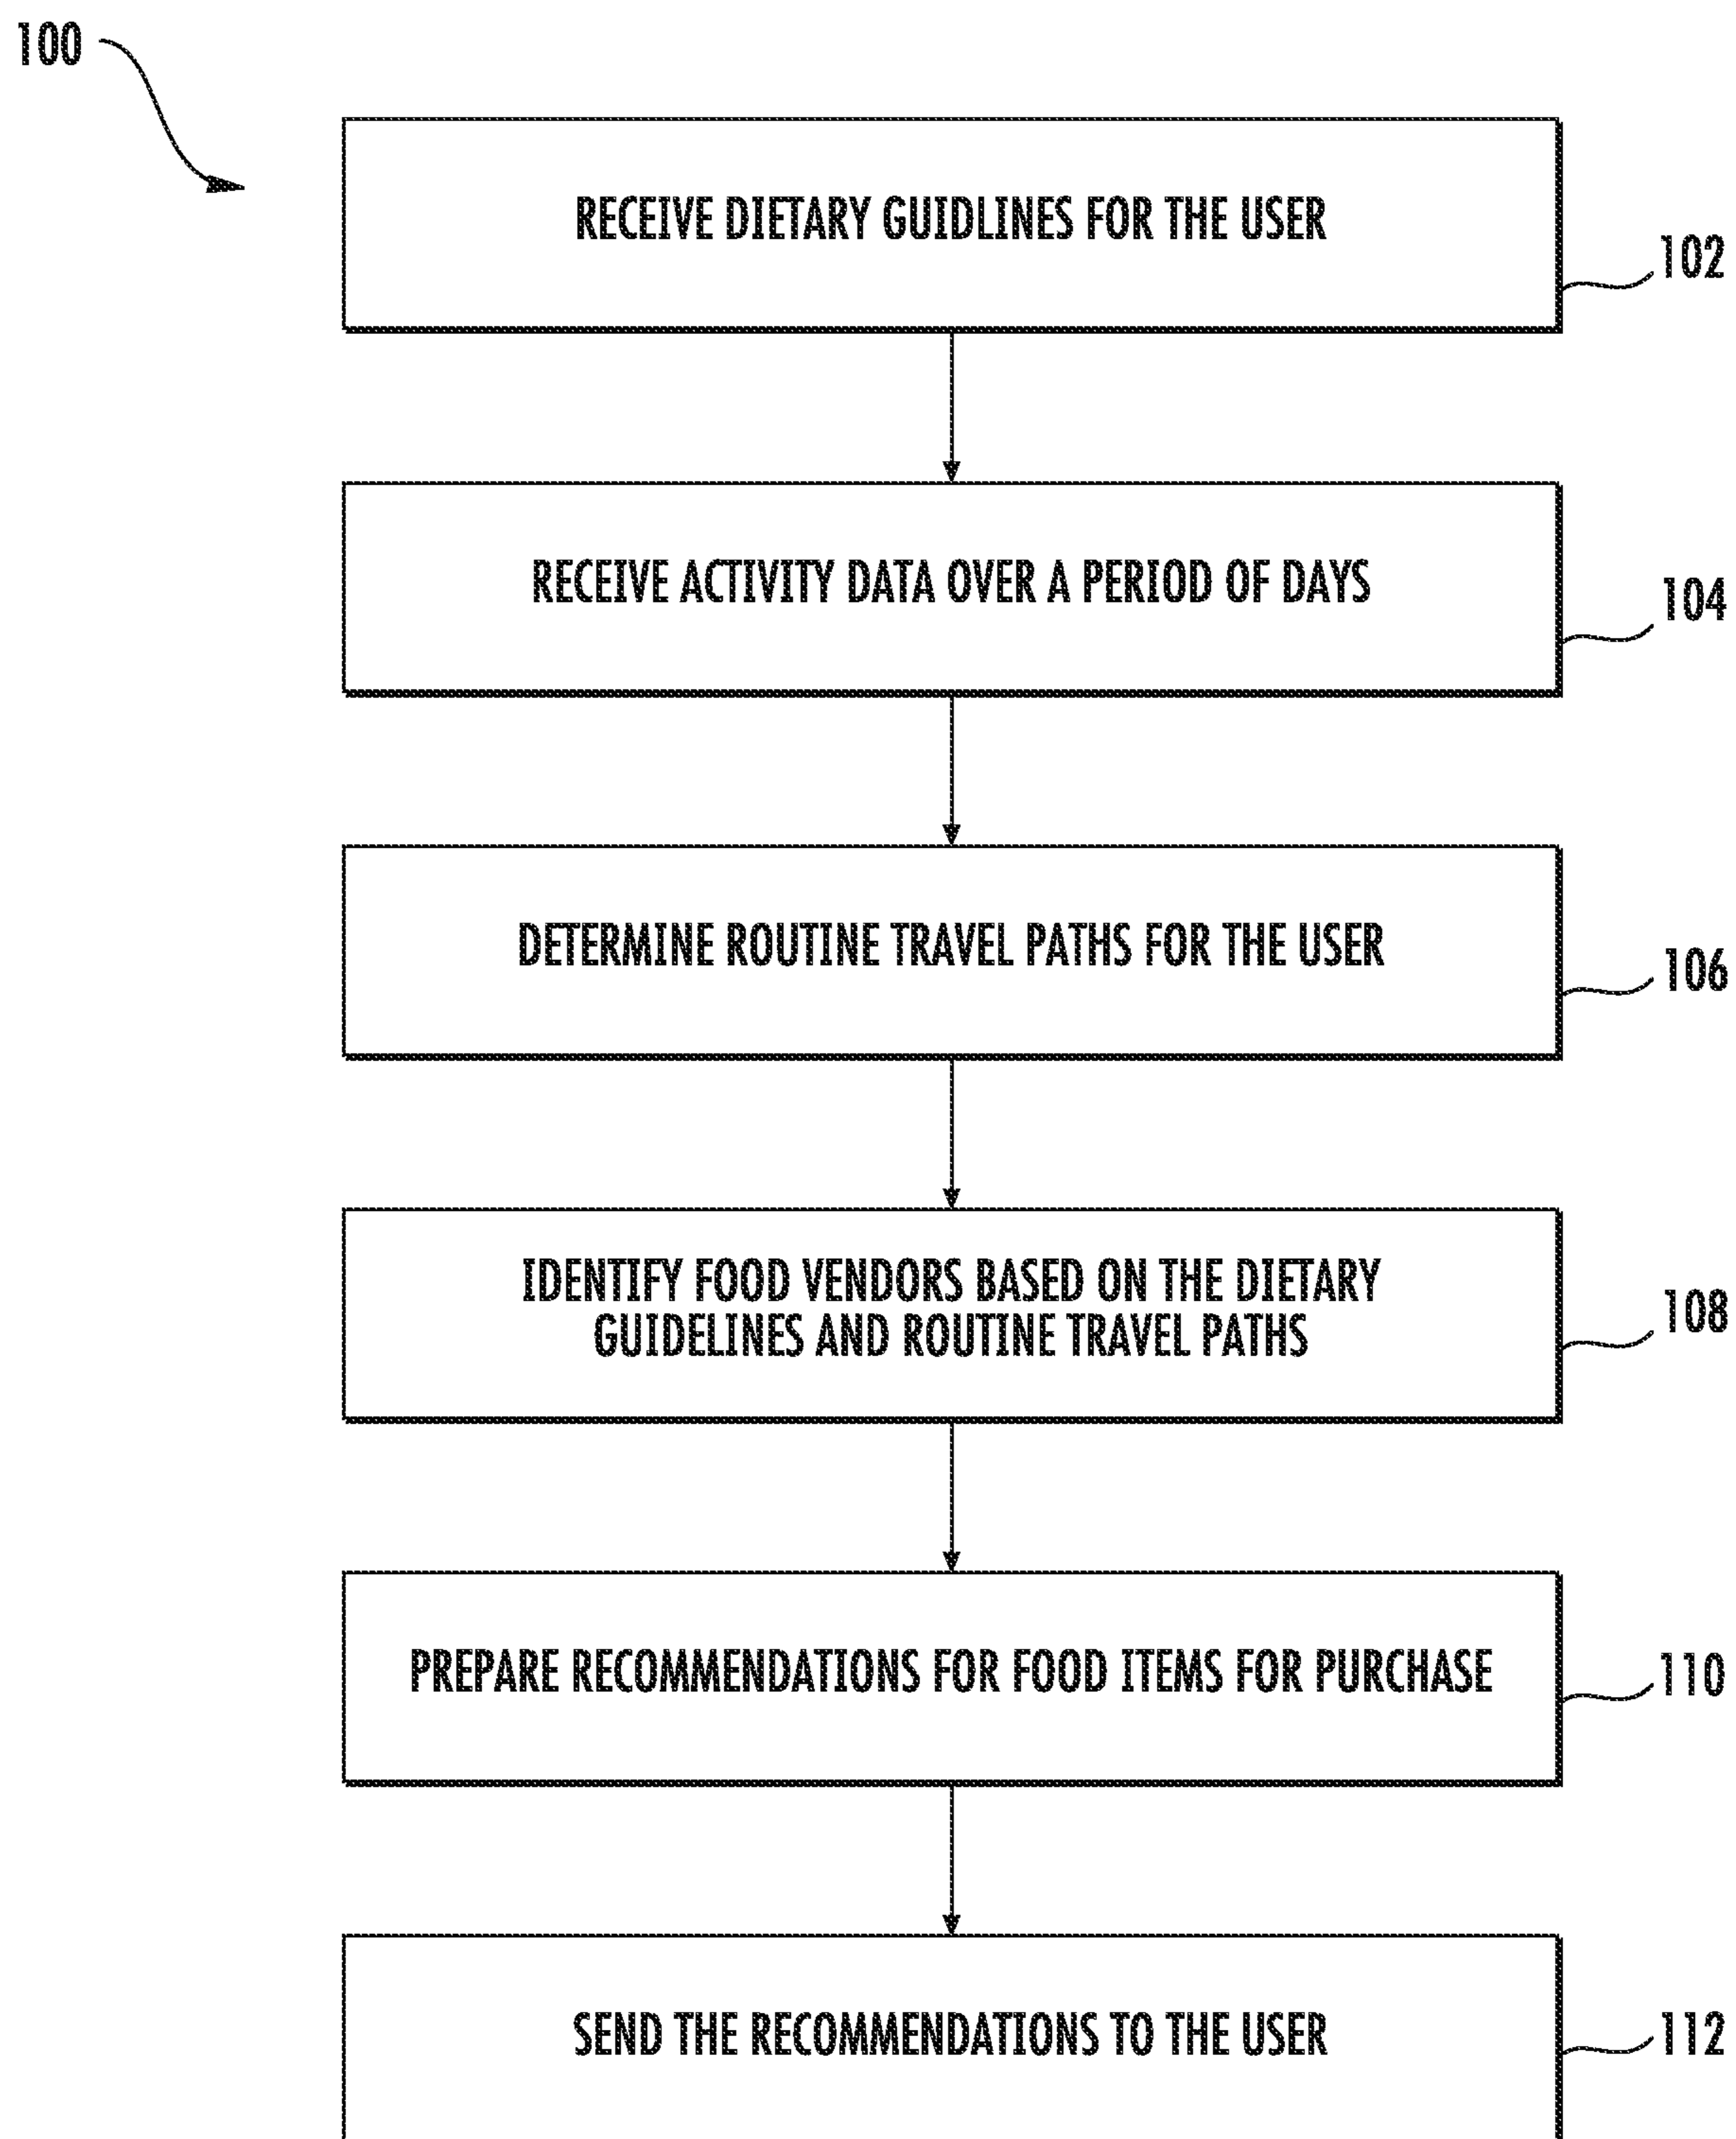 100
RECEIVE DIETARY GUIDLINES FOR THE USER
102
RECEIVE ACTIVITY DATA OVER A PERIOD OF DAYS
104
DETERMINE ROUTINE TRAVEL PATHS FOR THE USER
106
IDENTIFY FOOD VENDORS BASED ON THE DIETARY
GUIDELINES AND ROUTINE TRAVEL PATHS
108
PREPARE RECOMMENDATIONS FOR FOOD ITEMS FOR PURCHASE
110
SEND THE RECOMMENDATIONS TO THE USER
112